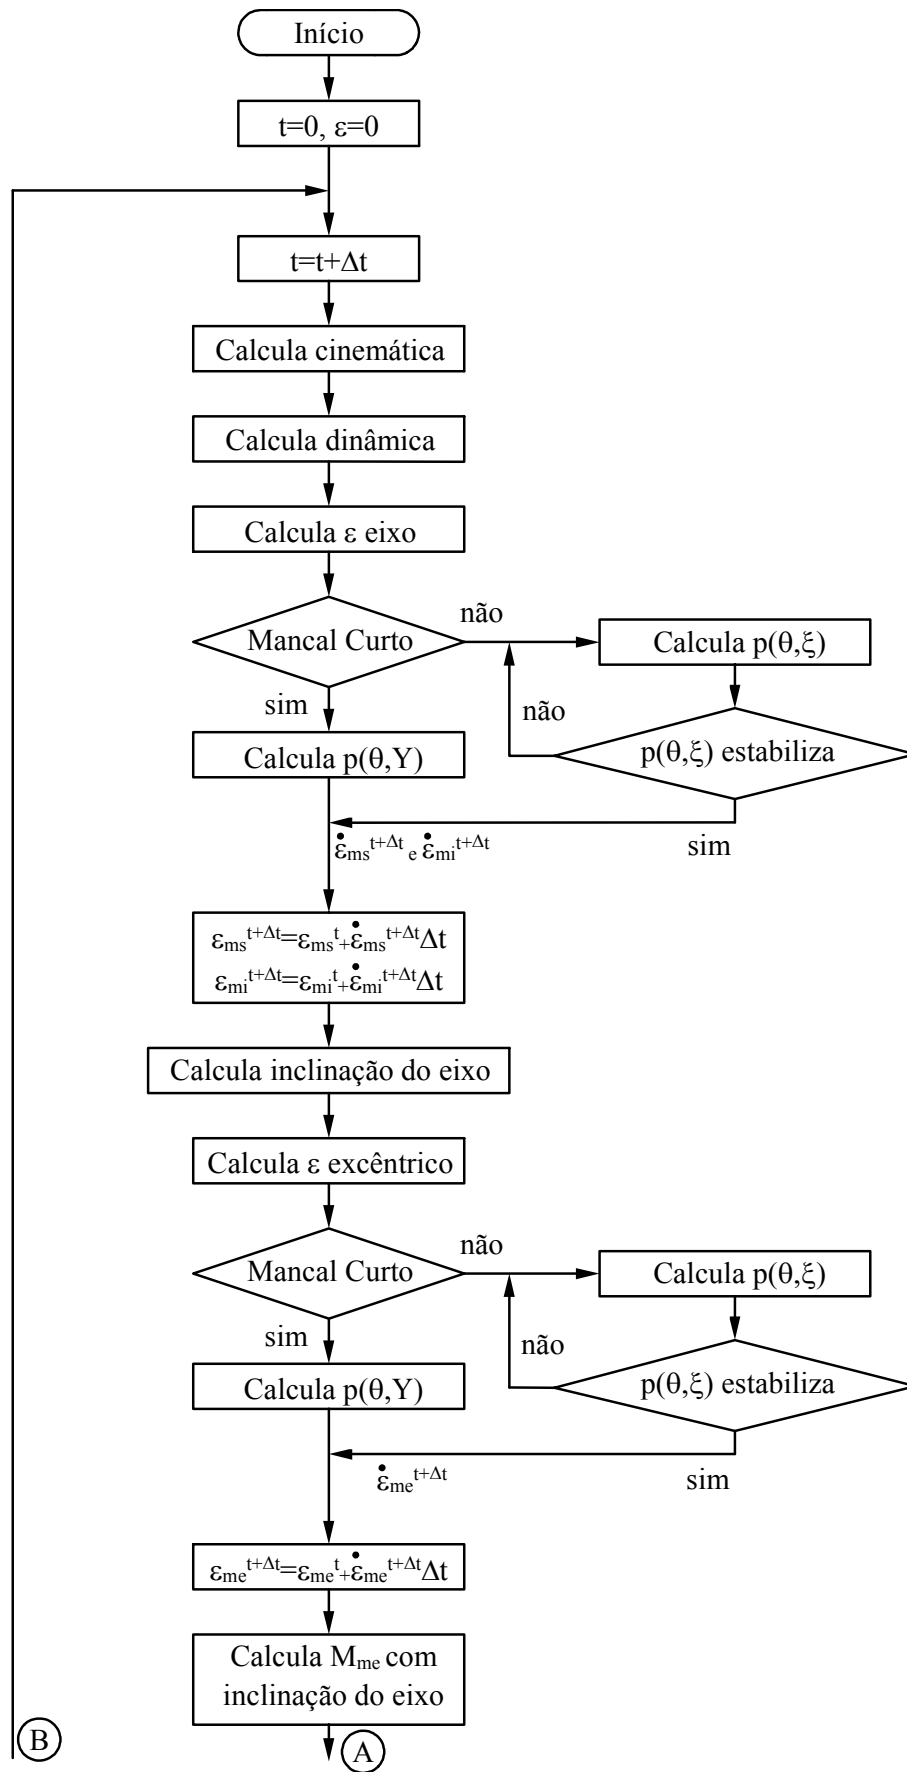 Início
t=0, ε=0
t=t+Δt
Calcula cinemática
Calcula dinâmica
Calcula ε eixo
Mancal Curto
não
Calcula p(θ,ξ)
sim
não
Calcula p(θ,Y)
p(θ,ξ) estabiliza
ε̇ms^t+Δt e ε̇mi^t+Δt
sim
εms^t+Δt=εms^t+ε̇ms^t+ΔtΔt
εmi^t+Δt=εmi^t+ε̇mi^t+ΔtΔt
Calcula inclinação do eixo
Calcula ε excêntrico
Mancal Curto
não
Calcula p(θ,ξ)
sim
não
Calcula p(θ,Y)
p(θ,ξ) estabiliza
ε̇me^t+Δt
sim
εme^t+Δt=εme^t+ε̇me^t+ΔtΔt
Calcula Mme com
inclinação do eixo
B
A